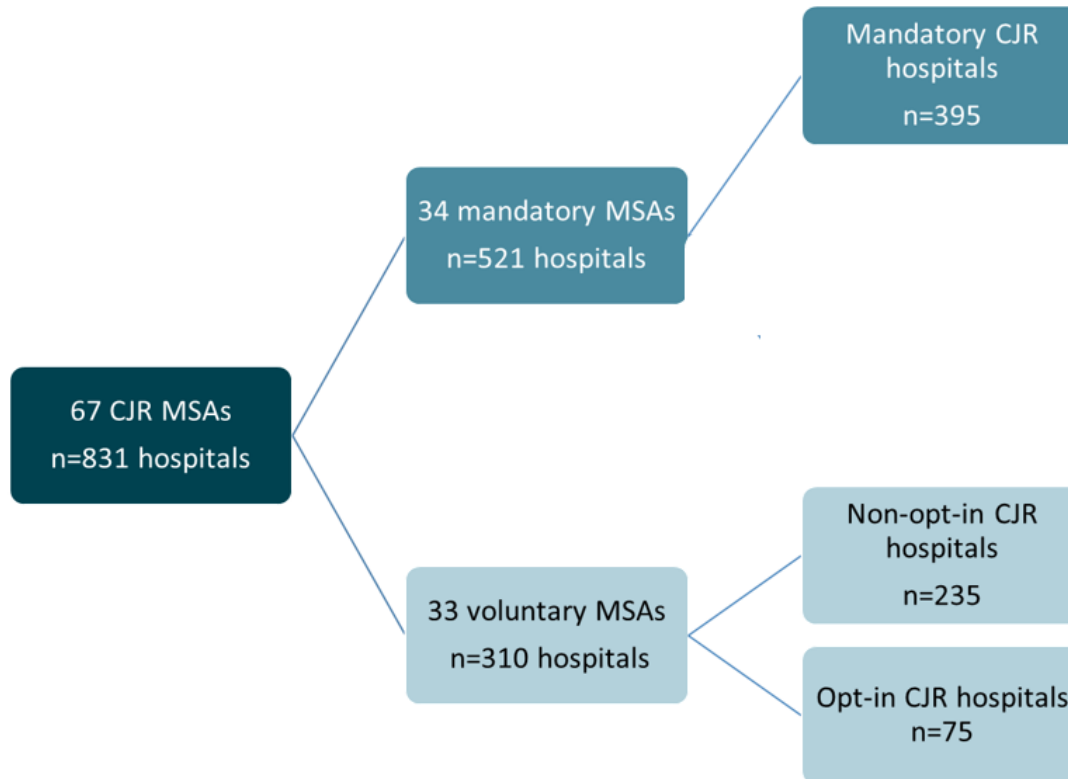 Mandatory CJR
hospitals
n=395
34 mandatory MSAs
n=521 hospitals
67 CJR MSAs
n=831 hospitals
Non-opt-in CJR
hospitals
n=235
33 voluntary MSAs
n=310 hospitals
Opt-in CJR hospitals
n=75